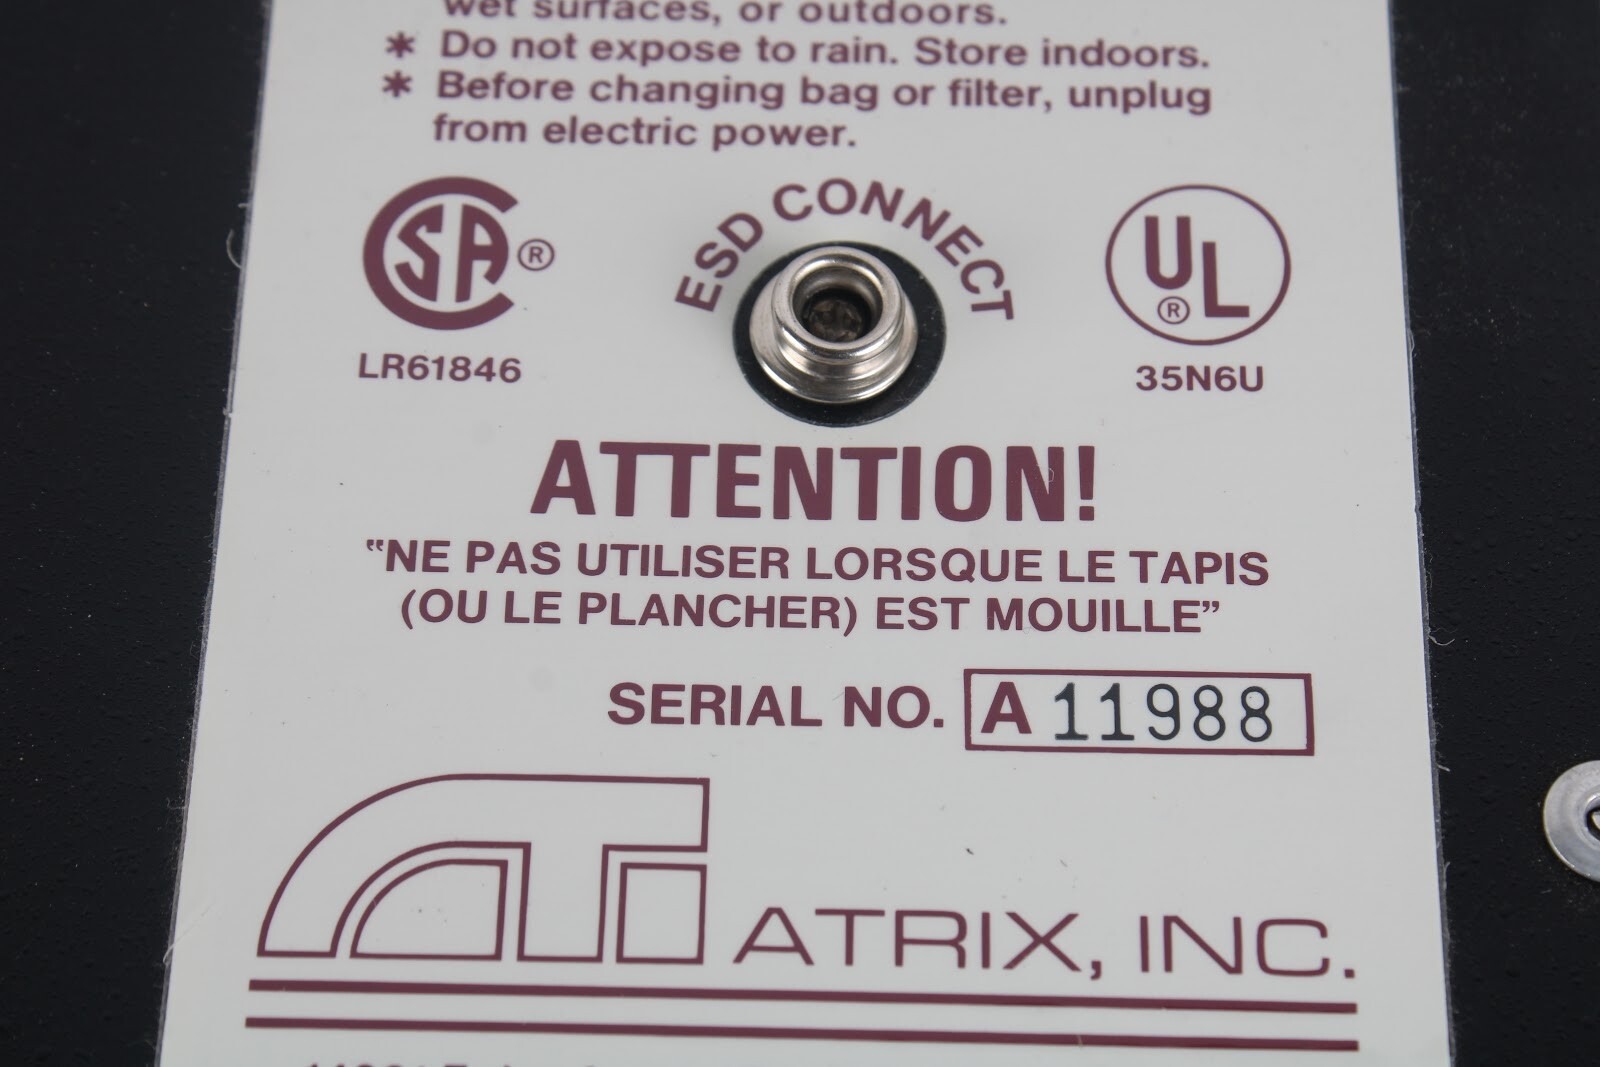 wet surfaces, or outdoors.
* Do not expose to rain. Store indoors.
* Before changing bag or filter, unplug
from electric power.
ESD CONNECT
SA ®
UL ®
LR61846
35N6U
ATTENTION!
"NE PAS UTILISER LORSQUE LE TAPIS
(OU LE PLANCHER) EST MOUILLE"
SERIAL NO. A 11988
ATRIX, INC.